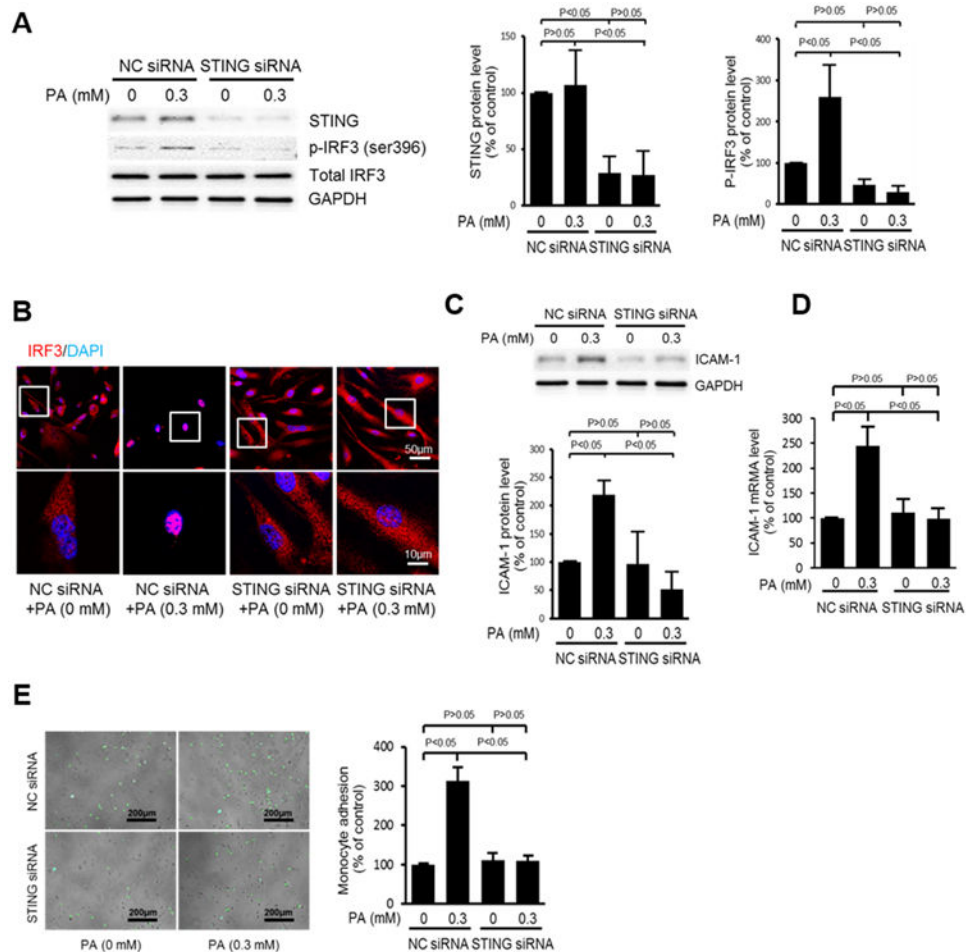 A
NC siRNA STING siRNA
PA (mM) 0 0.3 0 0.3
STING
p-IRF3 (ser396)
Total IRF3
GAPDH
P<0.05 P>0.05
P>0.05 P<0.05
STING protein level
(% of control)
150
100
50
0
PA (mM) 0 0.3 0 0.3
NC siRNA STING siRNA
P>0.05 P>0.05
P<0.05 P<0.05
P-IRF3 protein level
(% of control)
400
300
200
100
0
PA (mM) 0 0.3 0 0.3
NC siRNA STING siRNA
B
IRF3/DAPI
50μm
10μm
NC siRNA +PA (0 mM)
NC siRNA +PA (0.3 mM)
STING siRNA +PA (0 mM)
STING siRNA +PA (0.3 mM)
C
NC siRNA STING siRNA
PA (mM) 0 0.3 0 0.3
ICAM-1
GAPDH
P>0.05 P>0.05
P<0.05 P<0.05
ICAM-1 protein level
(% of control)
300
250
200
150
100
50
0
PA (mM) 0 0.3 0 0.3
NC siRNA STING siRNA
D
P>0.05 P>0.05
P<0.05 P<0.05
ICAM-1 mRNA level
(% of control)
300
250
200
150
100
50
0
PA (mM) 0 0.3 0 0.3
NC siRNA STING siRNA
E
NC siRNA
200μm 200μm
STING siRNA
200μm 200μm
PA (0 mM) PA (0.3 mM)
P>0.05 P>0.05
P<0.05 P<0.05
Monocyte adhesion
(% of control)
400
300
200
100
0
PA (mM) 0 0.3 0 0.3
NC siRNA STING siRNA